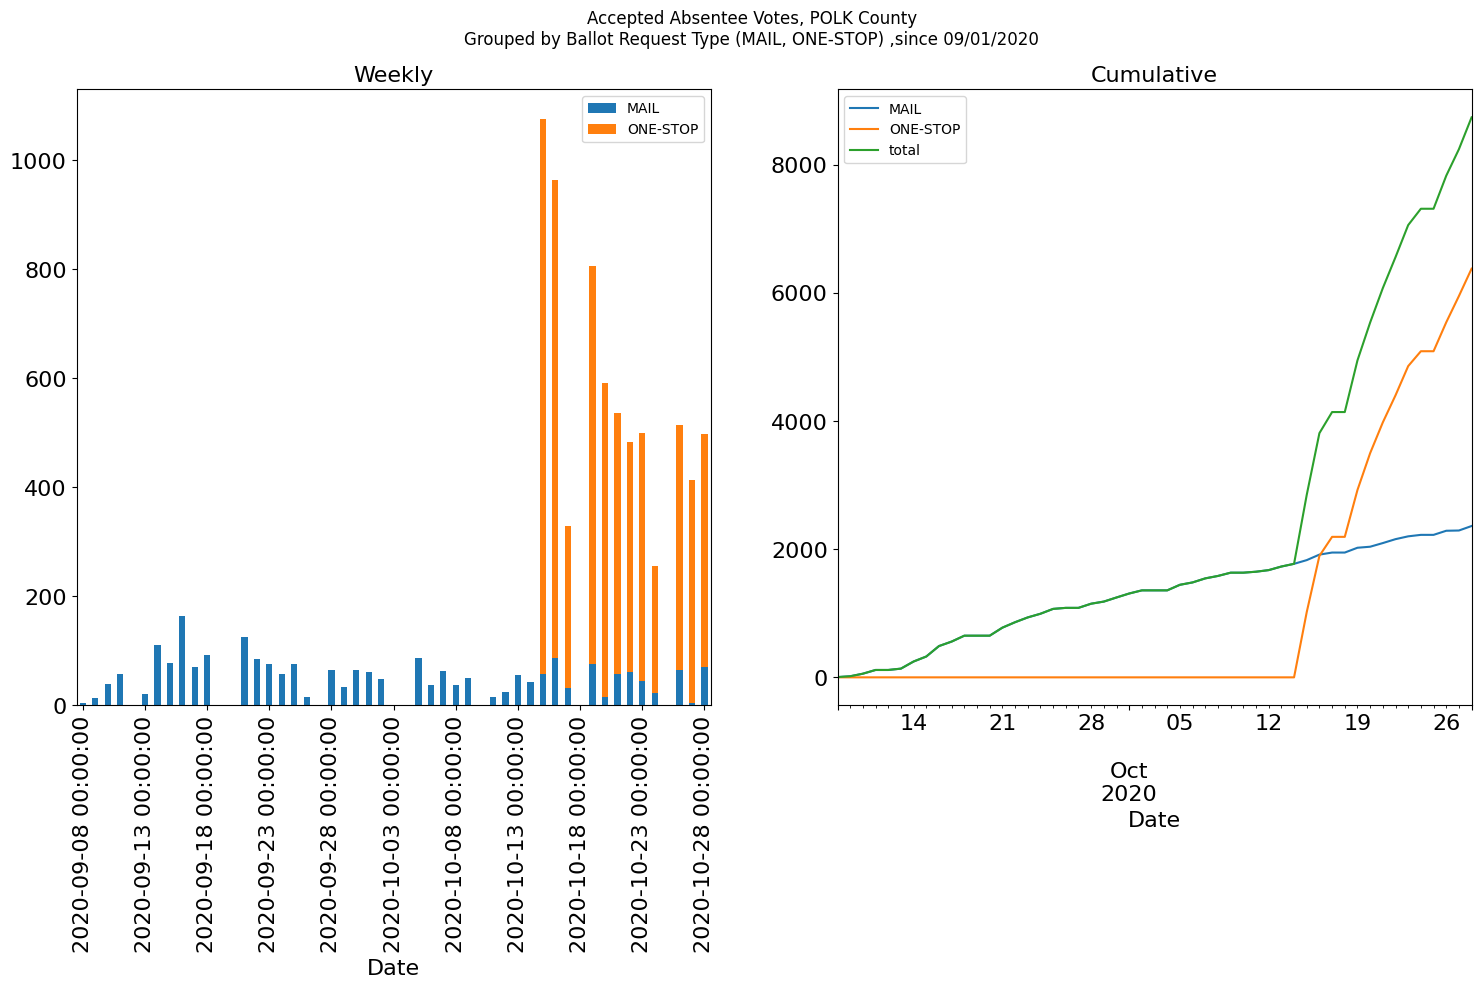 Accepted Absentee Votes, POLK County
Grouped by Ballot Request Type (MAIL, ONE-STOP) ,since 09/01/2020
Weekly
MAIL
ONE-STOP
1000
800
600
400
200
0
2020-09-08 00:00:00
2020-09-13 00:00:00
2020-09-18 00:00:00
2020-09-23 00:00:00
2020-09-28 00:00:00
2020-10-03 00:00:00
2020-10-08 00:00:00
2020-10-13 00:00:00
2020-10-18 00:00:00
2020-10-23 00:00:00
2020-10-28 00:00:00
Date
Cumulative
MAIL
ONE-STOP
total
8000
6000
4000
2000
0
14 21 28 05 12 19 26
Oct
2020
Date